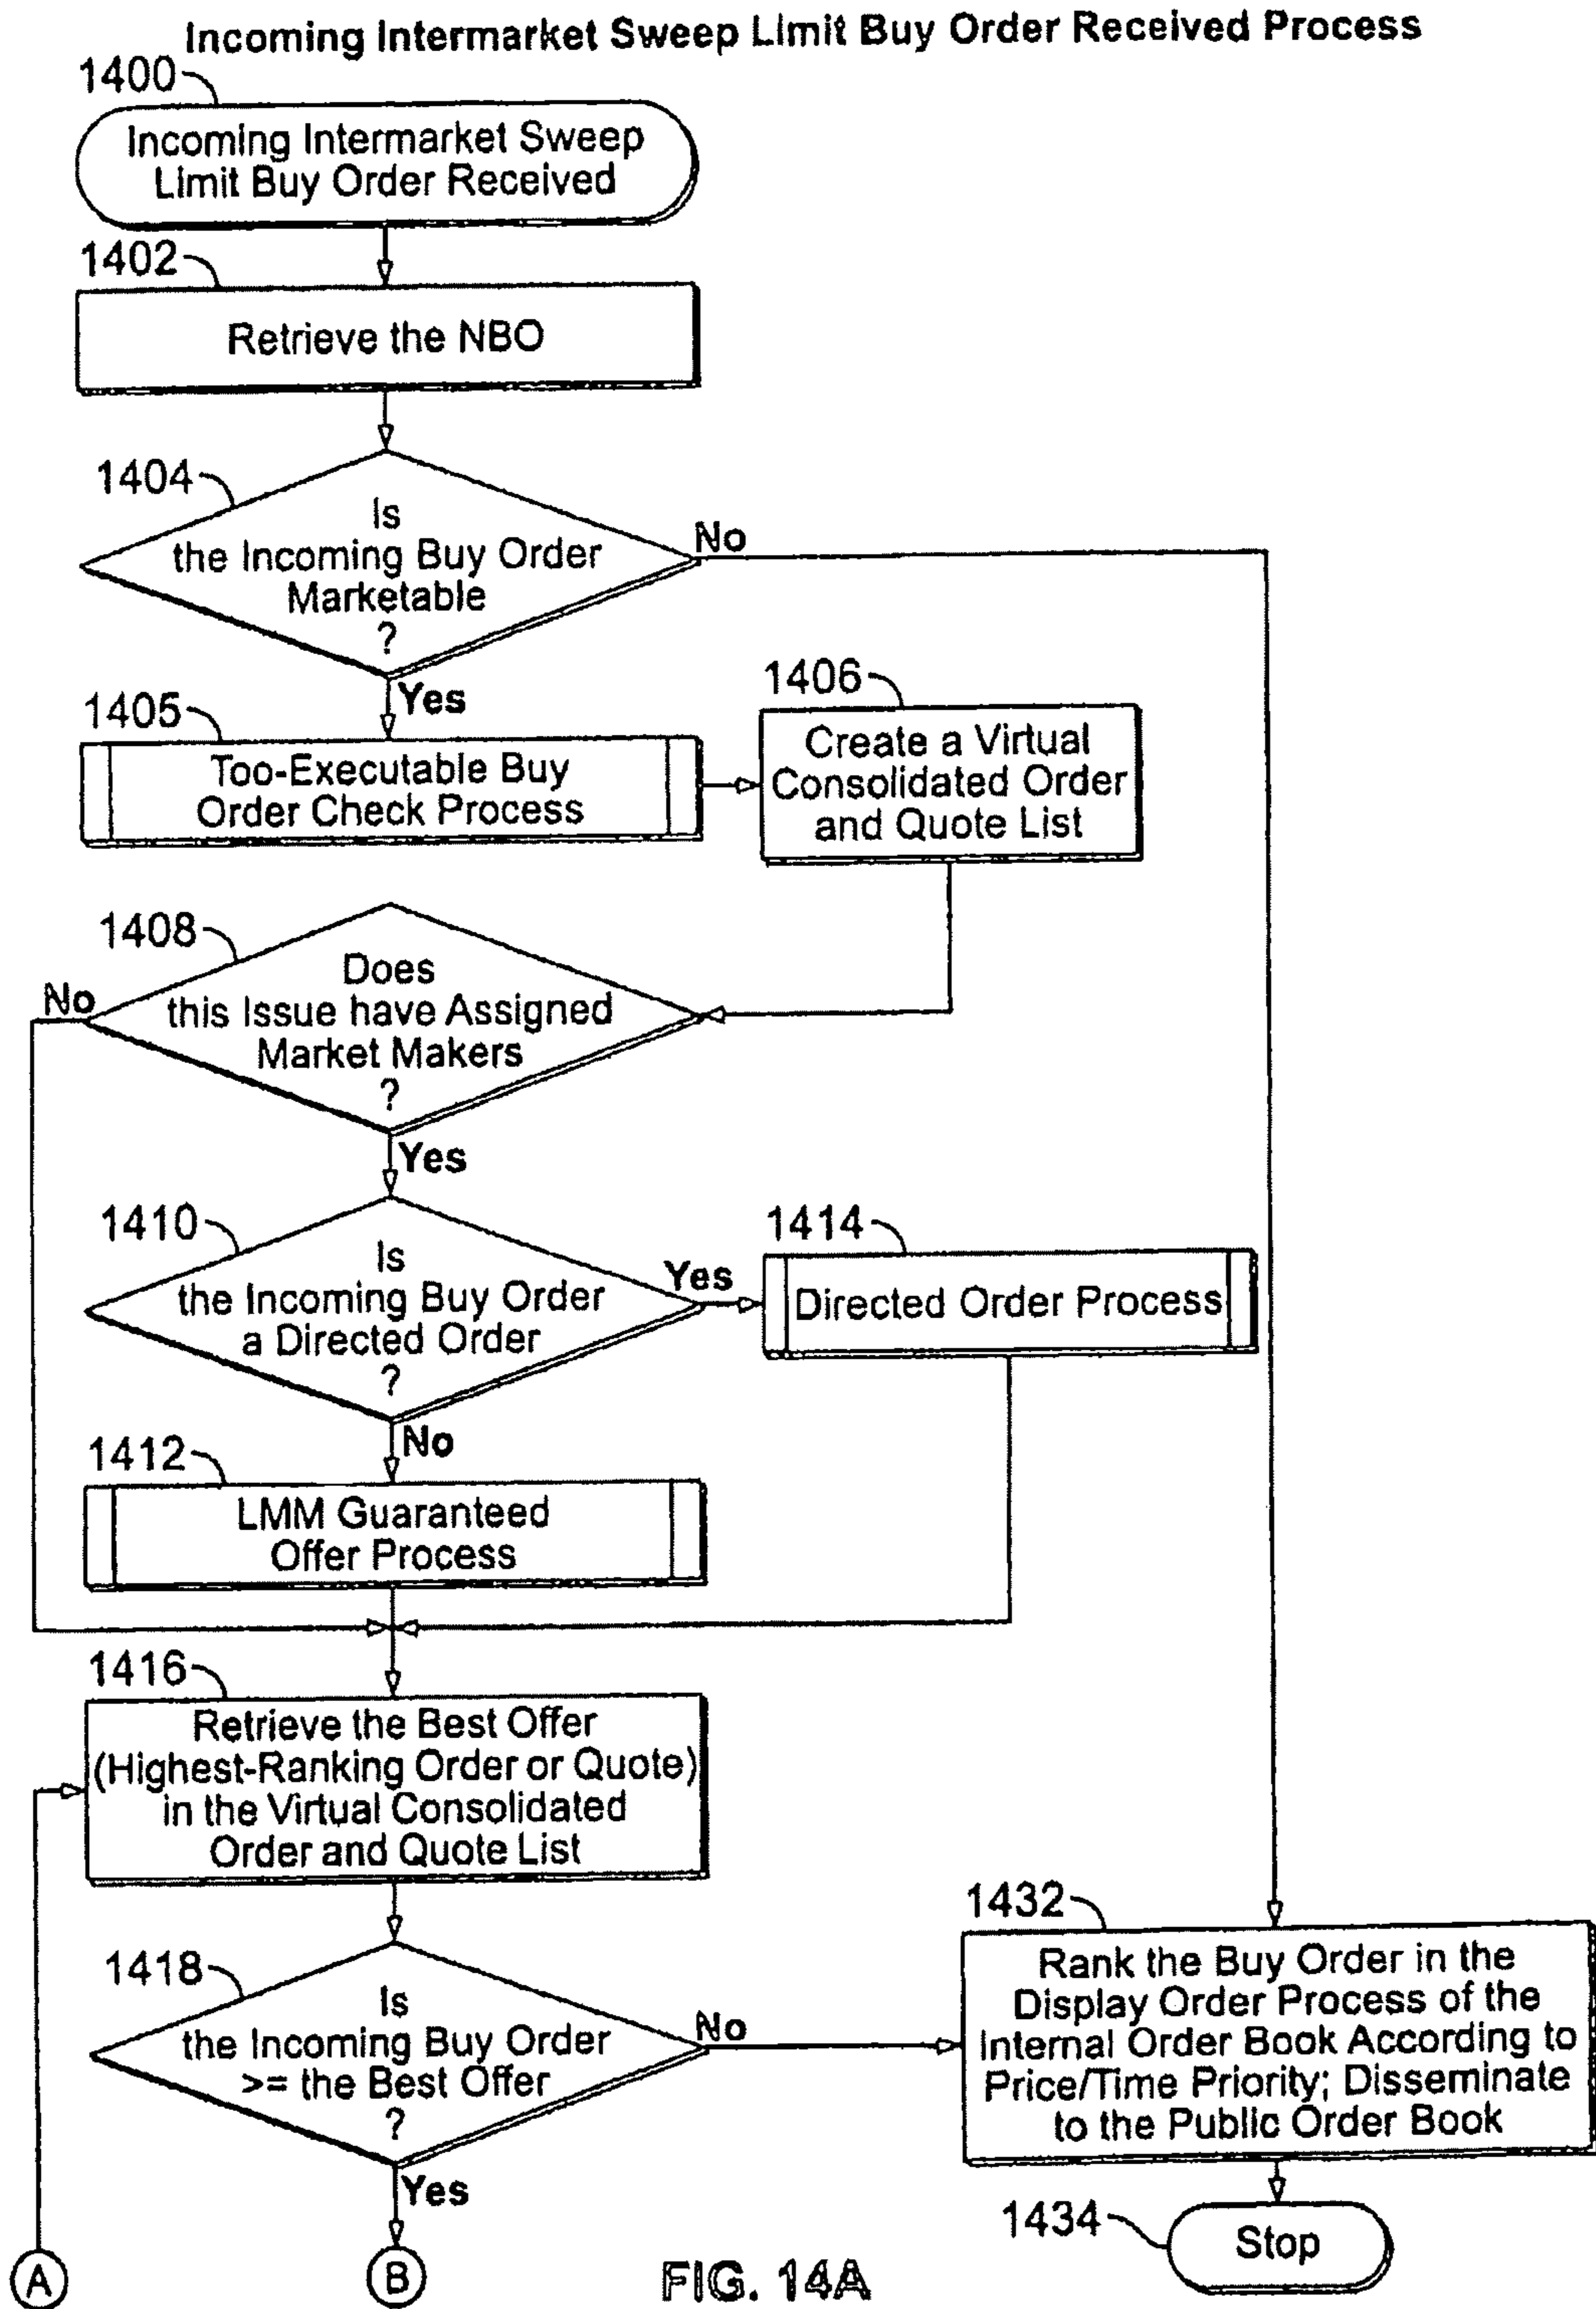 Incoming Intermarket Sweep Limit Buy Order Received Process
1400
Incoming Intermarket Sweep
Limit Buy Order Received
1402
Retrieve the NBO
1404
Is
the Incoming Buy Order
Marketable
?
No
Yes
1405
Too-Executable Buy
Order Check Process
1406
Create a Virtual
Consolidated Order
and Quote List
1408
Does
this Issue have Assigned
Market Makers
?
No
Yes
1410
Is
the Incoming Buy Order
a Directed Order
?
Yes
1414
Directed Order Process
No
1412
LMM Guaranteed
Offer Process
1416
Retrieve the Best Offer
(Highest-Ranking Order or Quote)
in the Virtual Consolidated
Order and Quote List
1418
Is
the Incoming Buy Order
>= the Best Offer
?
No
Yes
1432
Rank the Buy Order in the
Display Order Process of the
Internal Order Book According to
Price/Time Priority; Disseminate
to the Public Order Book
1434
Stop
A
B
FIG. 14A